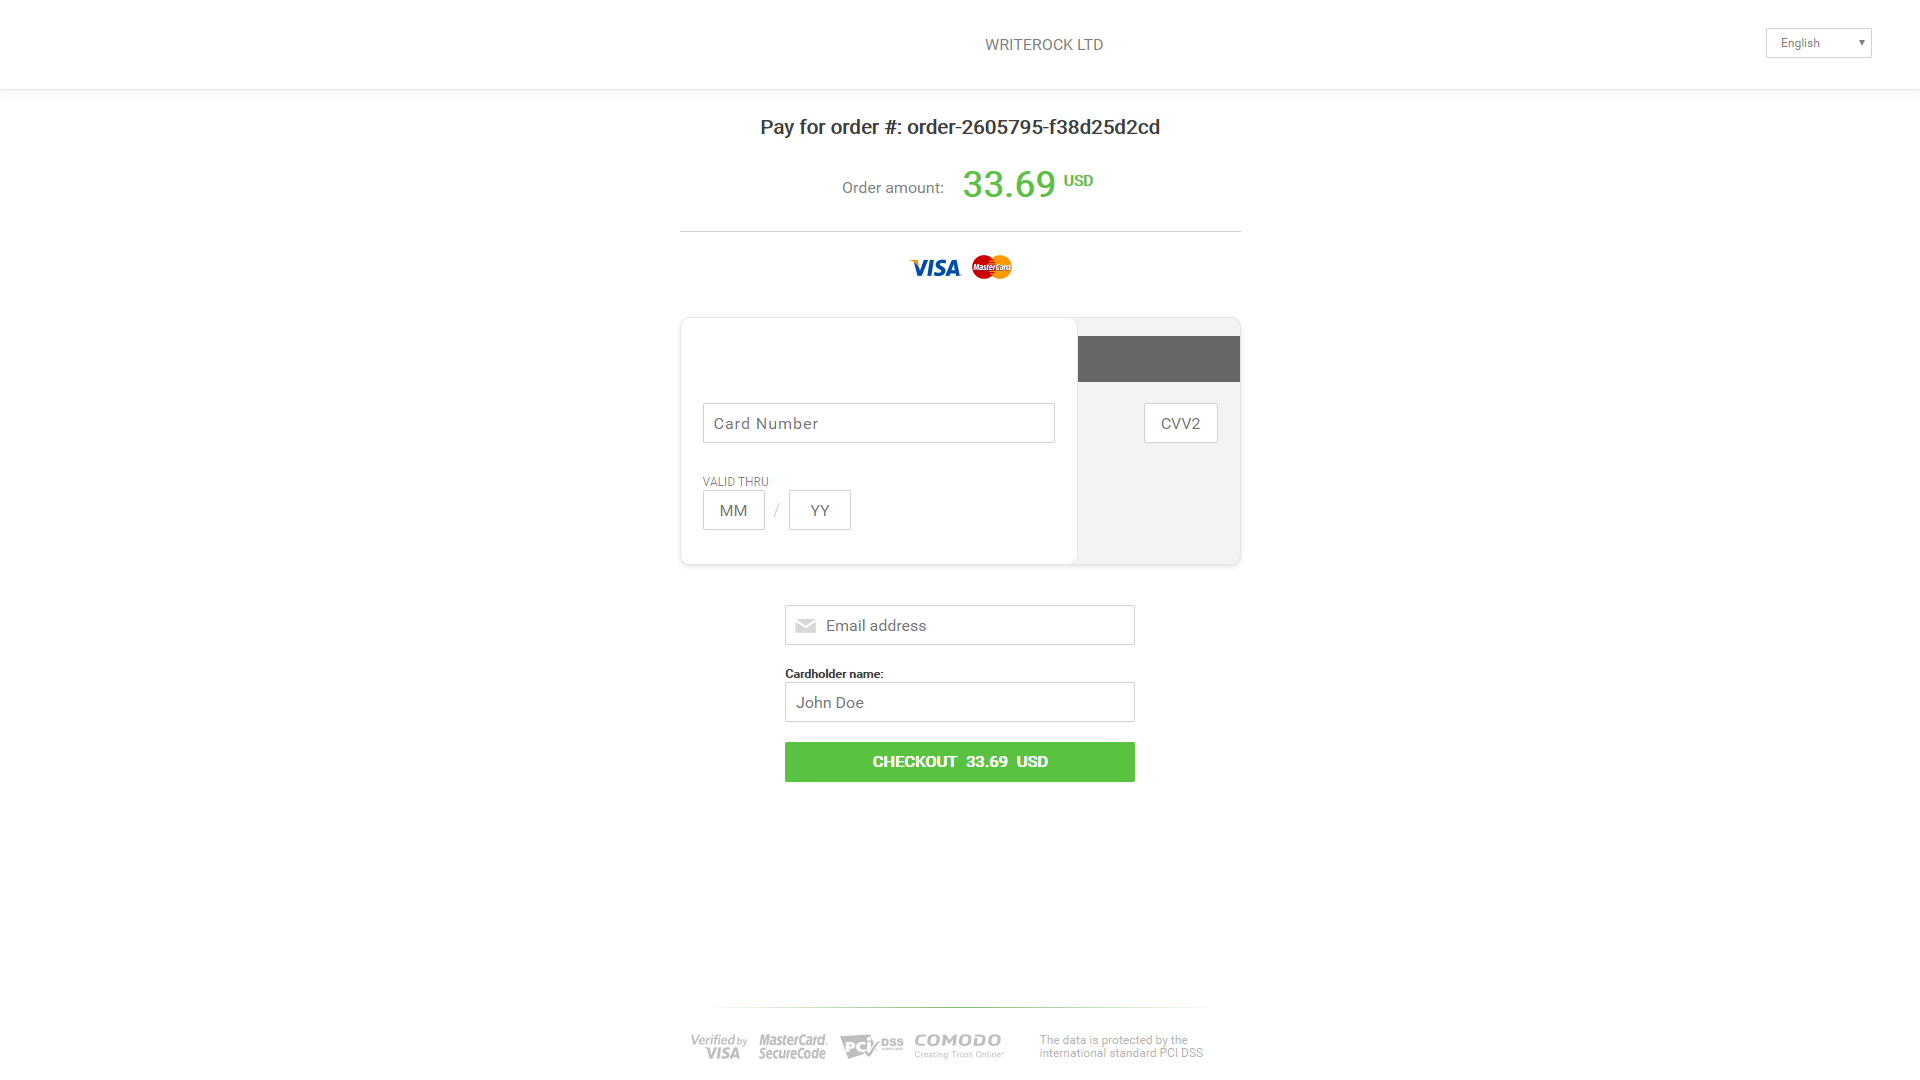 WRITEROCK LTD
English
Pay for order #: order-2605795-f38d25d2cd
Order amount: 33.69 USD
VISA MasterCard
Card Number
CVV2
VALID THRU
MM / YY
Email address
Cardholder name:
John Doe
CHECKOUT 33.69 USD
Verified by VISA
MasterCard. SecureCode
PCI DSS
COMODO
Creating Trust Online
The data is protected by the
international standard PCI DSS